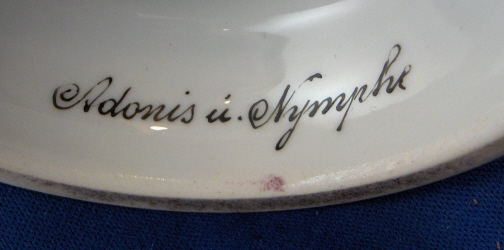 Adonis ú. Nymphe